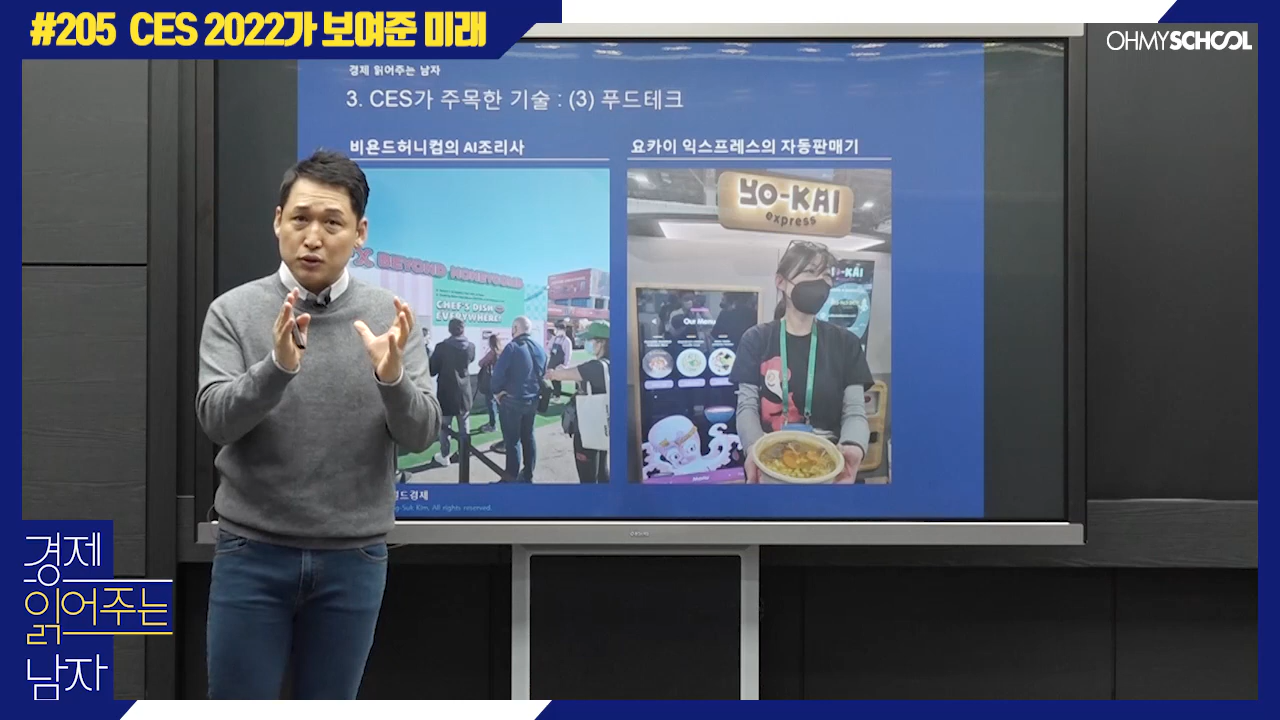 #205 CES 2022가 보여준 미래
OHMYSCHOOL
경제 읽어주는 남자
3. CES가 주목한 기술 : (3) 푸드테크
비욘드허니컴의 AI조리사
요카이 익스프레스의 자동판매기
YO-KAI
express
BEYOND HONEYCOMB
CHEF'S DISH
EVERYWHERE!
Our Menu
드경제
Kim, All rights reserved.
경제
읽어주는
남자